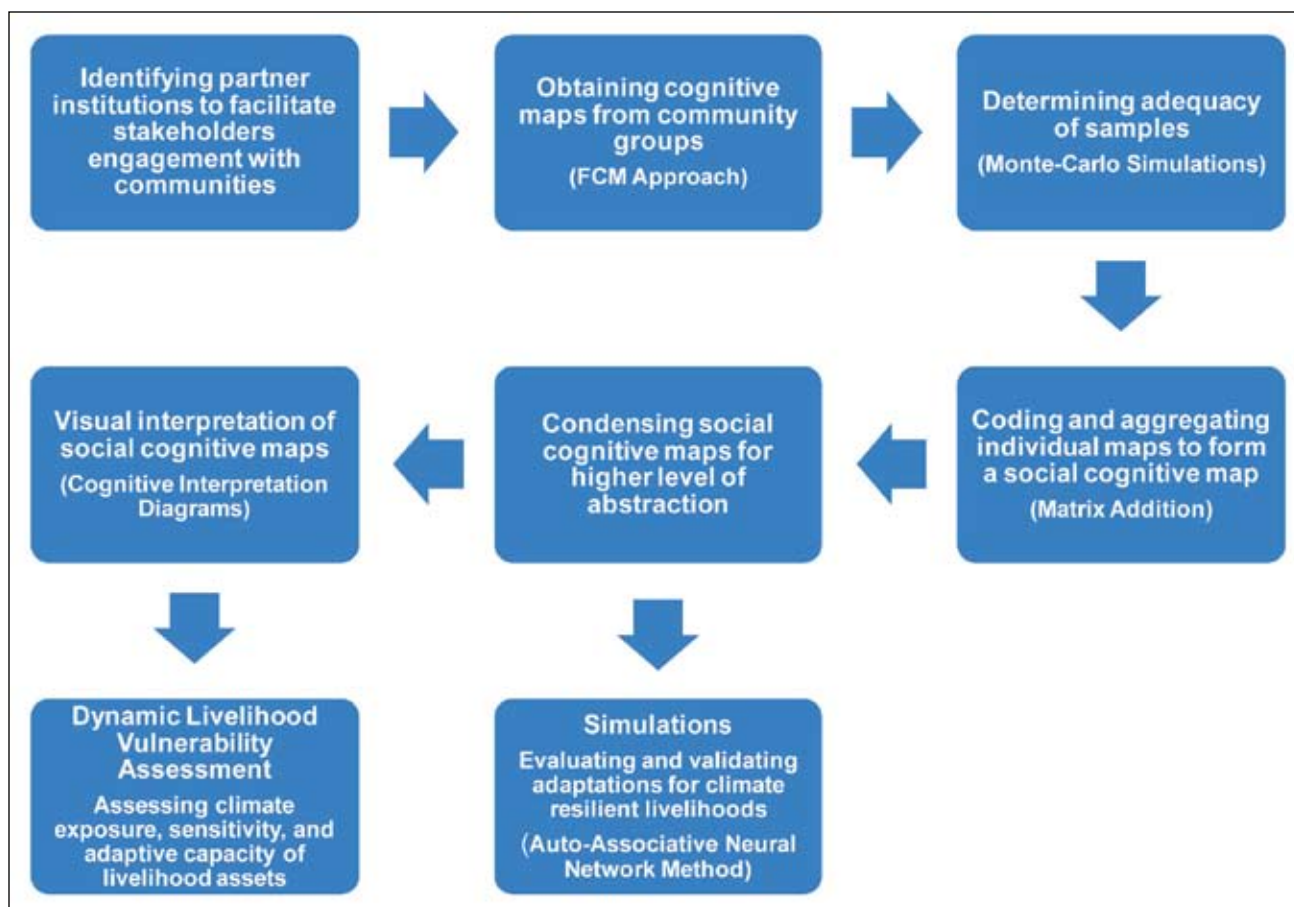 Identifying partner
institutions to facilitate
stakeholders
engagement with
communities
Obtaining cognitive
maps from community
groups
(FCM Approach)
Determining adequacy
of samples
(Monte-Carlo Simulations)
Visual interpretation of
social cognitive maps
(Cognitive Interpretation
Diagrams)
Condensing social
cognitive maps for
higher level of
abstraction
Coding and aggregating
individual maps to form
a social cognitive map
(Matrix Addition)
Dynamic Livelihood
Vulnerability
Assessment
Assessing climate
exposure, sensitivity, and
adaptive capacity of
livelihood assets
Simulations
Evaluating and validating
adaptations for climate
resilient livelihoods
(Auto-Associative Neural
Network Method)